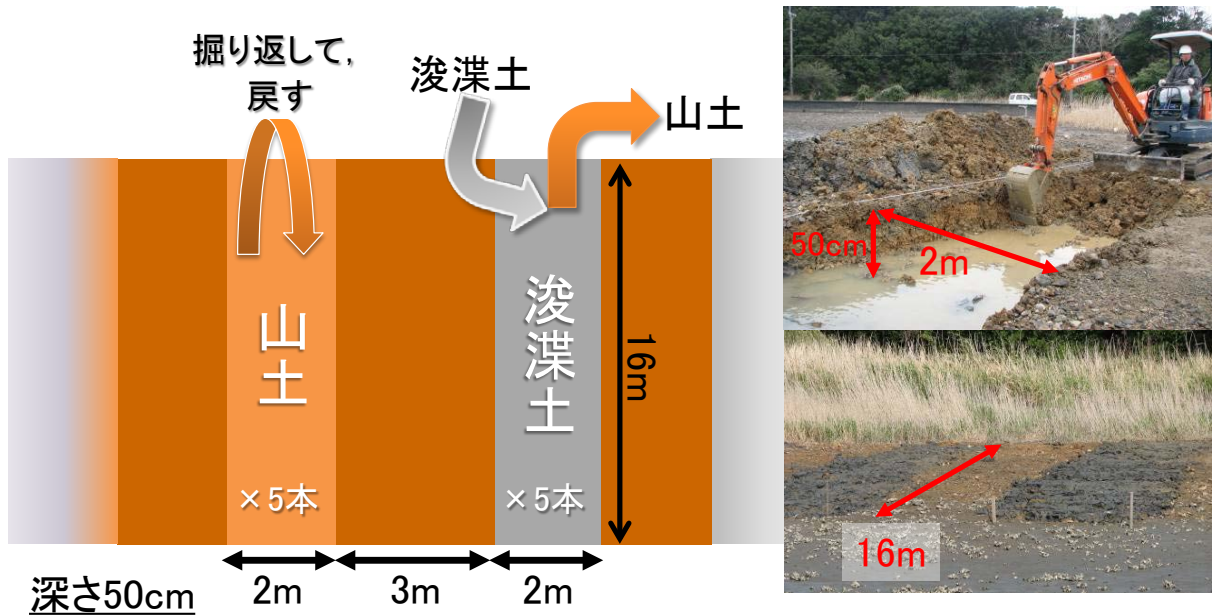 掘り返して,
戻す
浚渫土
山土
山土
浚渫土
16m
×5本
×5本
深さ50cm
2m
3m
2m
50cm
2m
16m